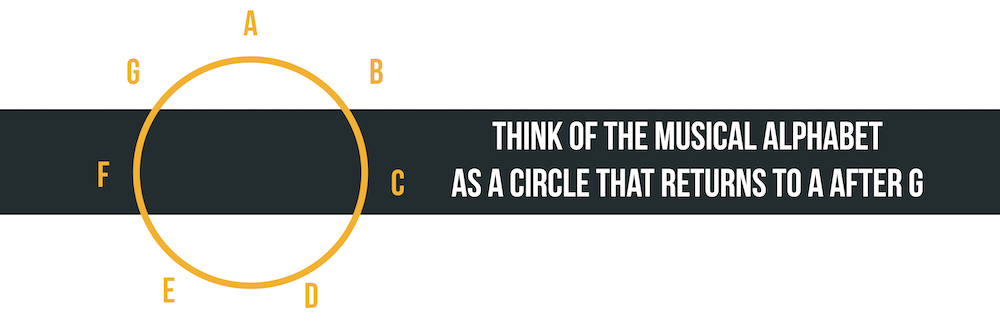 A
B
C
D
E
F
G
THINK OF THE MUSICAL ALPHABET
AS A CIRCLE THAT RETURNS TO A AFTER G